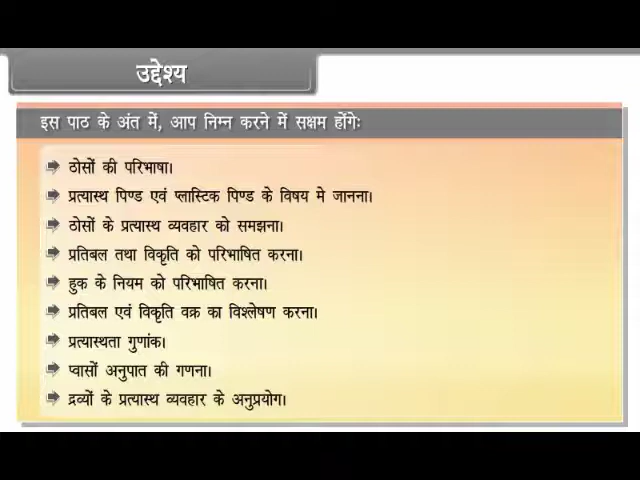 उद्देश्य
इस पाठ के अंत में, आप निम्न करने में सक्षम होंगेः
ठोसों की परिभाषा।
प्रत्यास्थ पिण्ड एवं प्लास्टिक पिण्ड के विषय मे जानना।
ठोसों के प्रत्यास्थ व्यवहार को समझना।
प्रतिबल तथा विकृति को परिभाषित करना।
हुक के नियम को परिभाषित करना।
प्रतिबल एवं विकृति वक्र का विश्लेषण करना।
प्रत्यास्थता गुणांक।
प्वासों अनुपात की गणना।
द्रव्यों के प्रत्यास्थ व्यवहार के अनुप्रयोग।